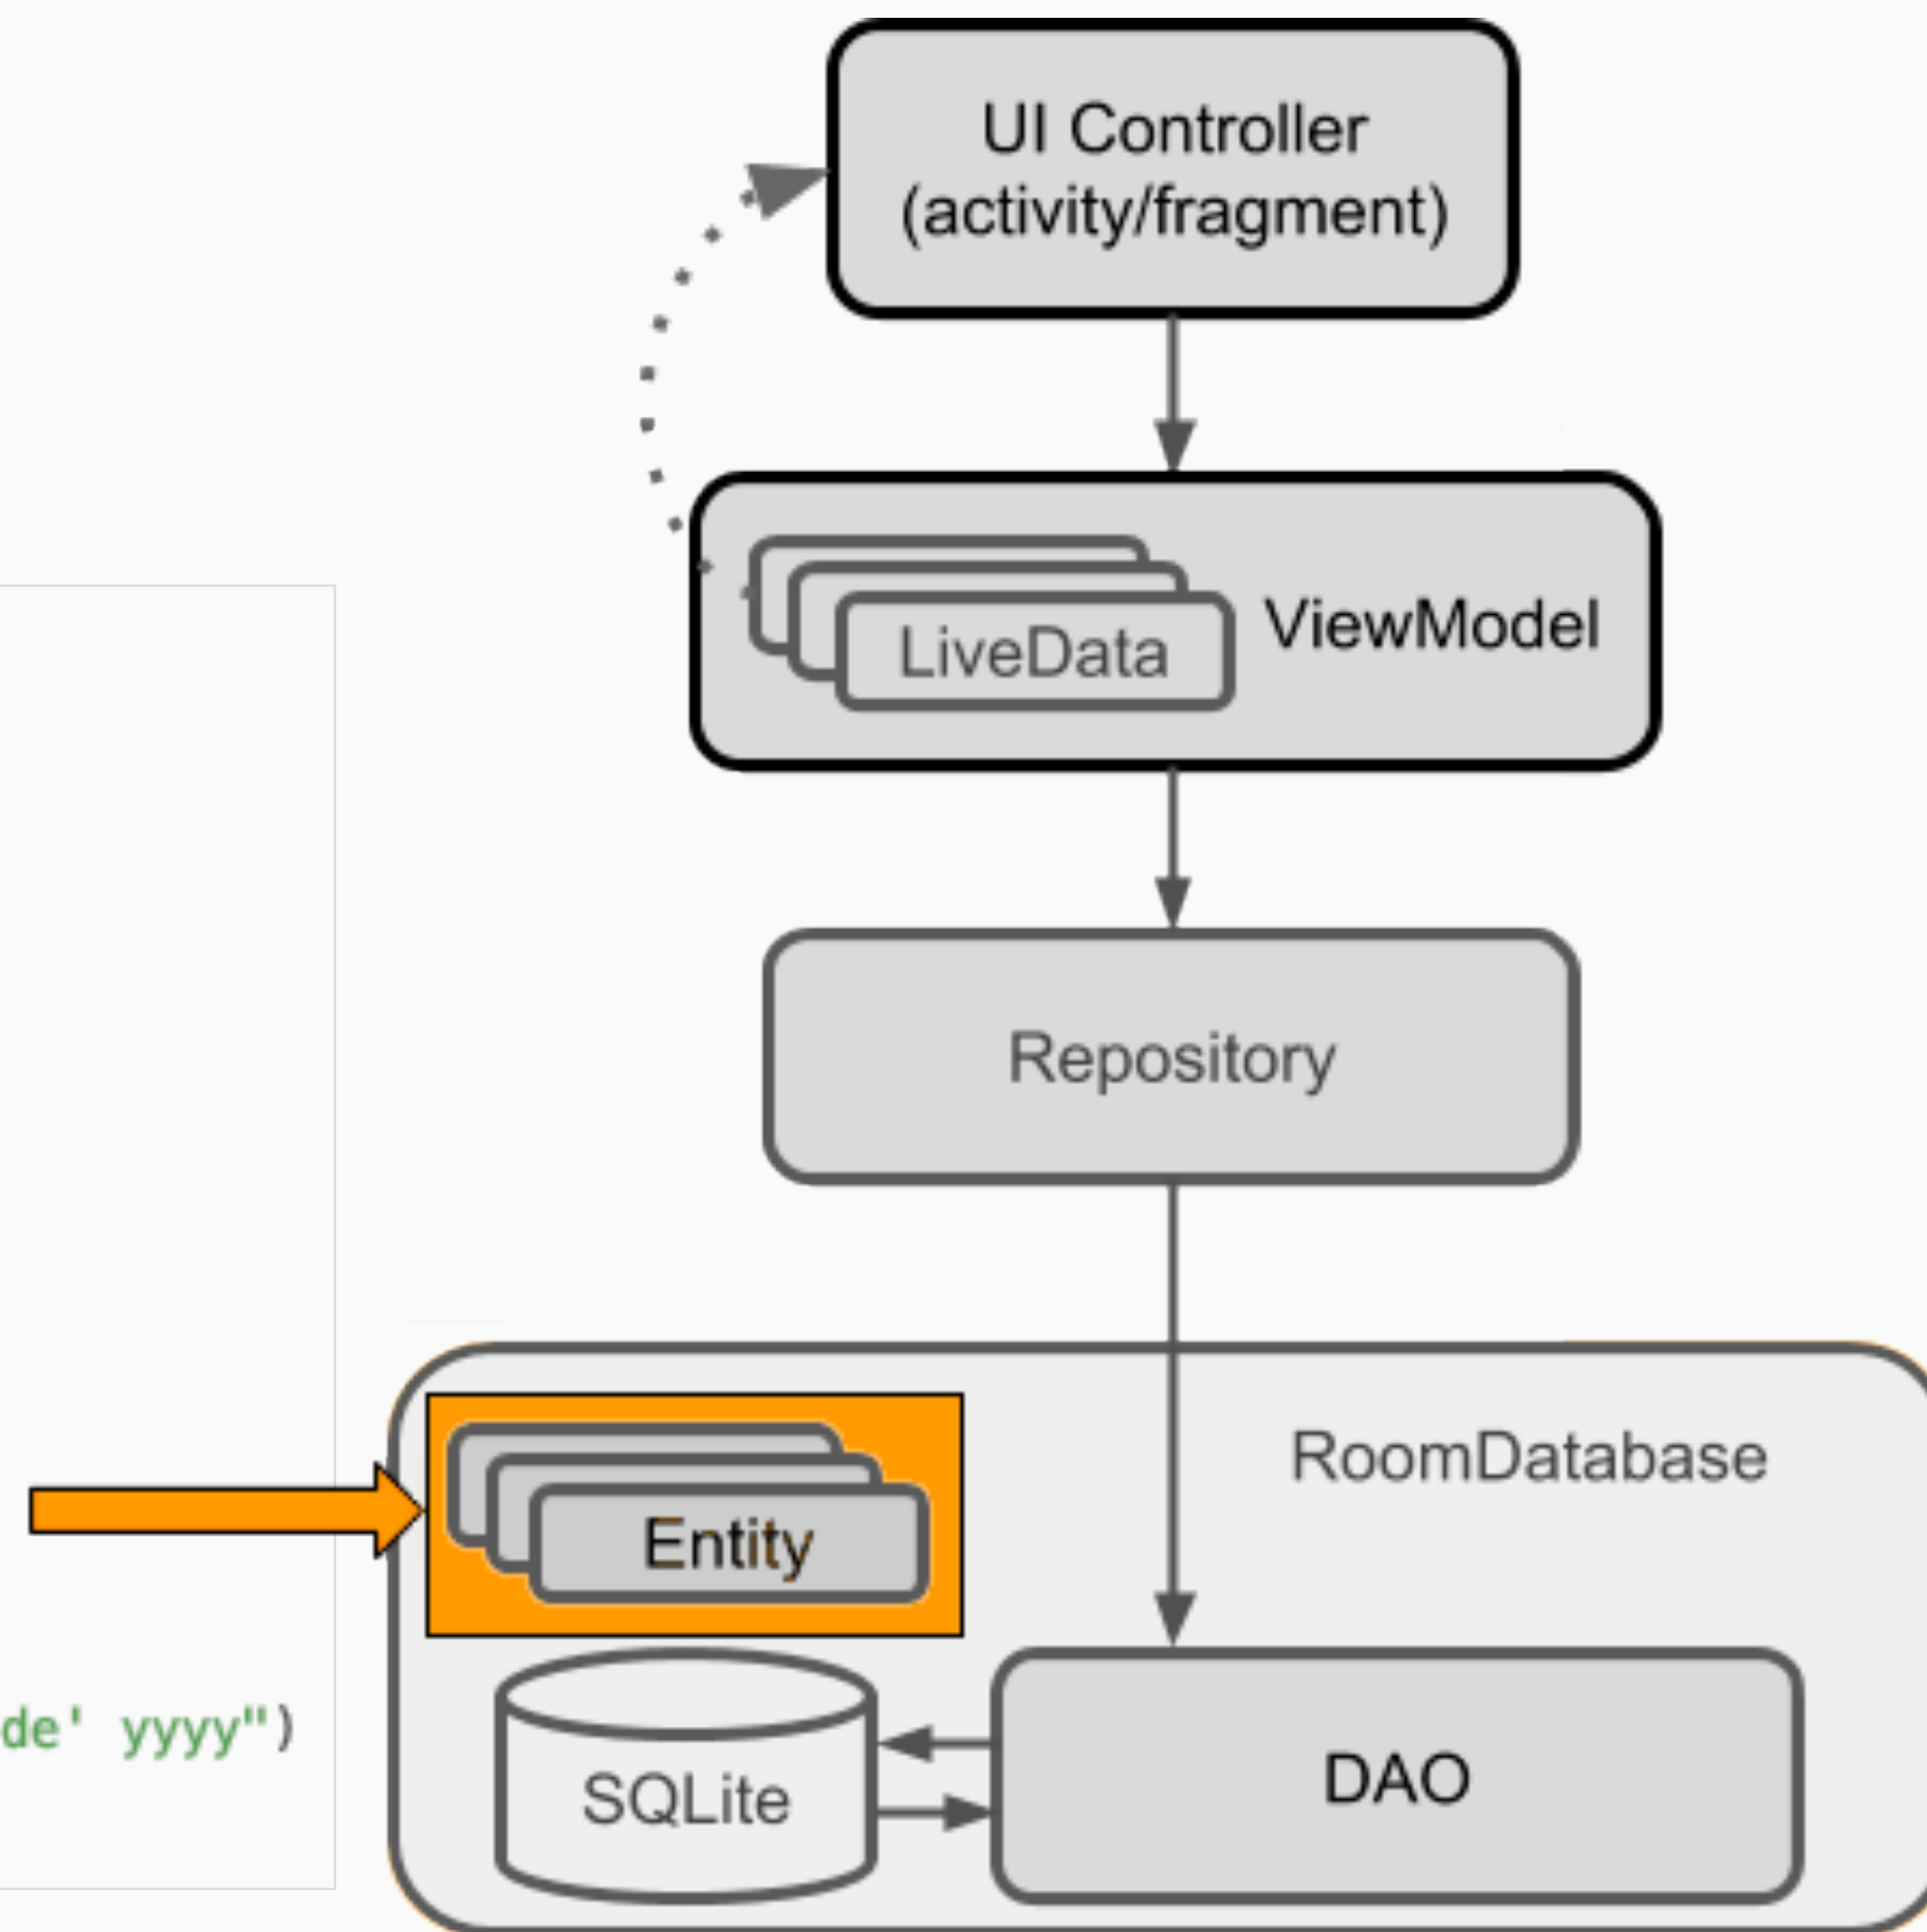 UI Controller
(activity/fragment)
LiveData
ViewModel
Repository
RoomDatabase
Entity
de' yyyy")
SQLite
DAO